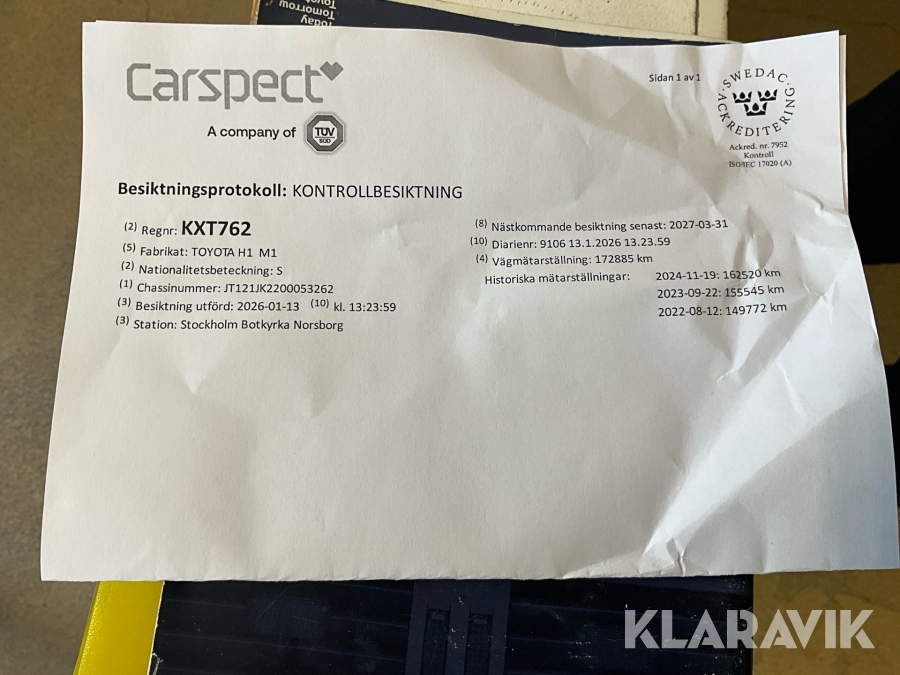 Today
Toyota
Tomorrow
Carspect
A company of TÜV SÜD
Sidan 1 av 1
SWEDAC ACKREDITERING
Ackred. nr. 7952
Kontroll
ISO/IEC 17020 (A)
Besiktningsprotokoll: KONTROLLBESIKTNING
(2) Regnr: KXT762
(5) Fabrikat: TOYOTA H1 M1
(2) Nationalitetsbeteckning: S
(1) Chassinummer: JT121JK2200053262
(3) Besiktning utförd: 2026-01-13 (10) kl. 13:23:59
(3) Station: Stockholm Botkyrka Norsborg
(8) Nästkommande besiktning senast: 2027-03-31
(10) Diarienr: 9106 13.1.2026 13.23.59
(4) Vägmätarställning: 172885 km
Historiska mätarställningar: 2024-11-19: 162520 km
2023-09-22: 155545 km
2022-08-12: 149772 km
KLARAVIK